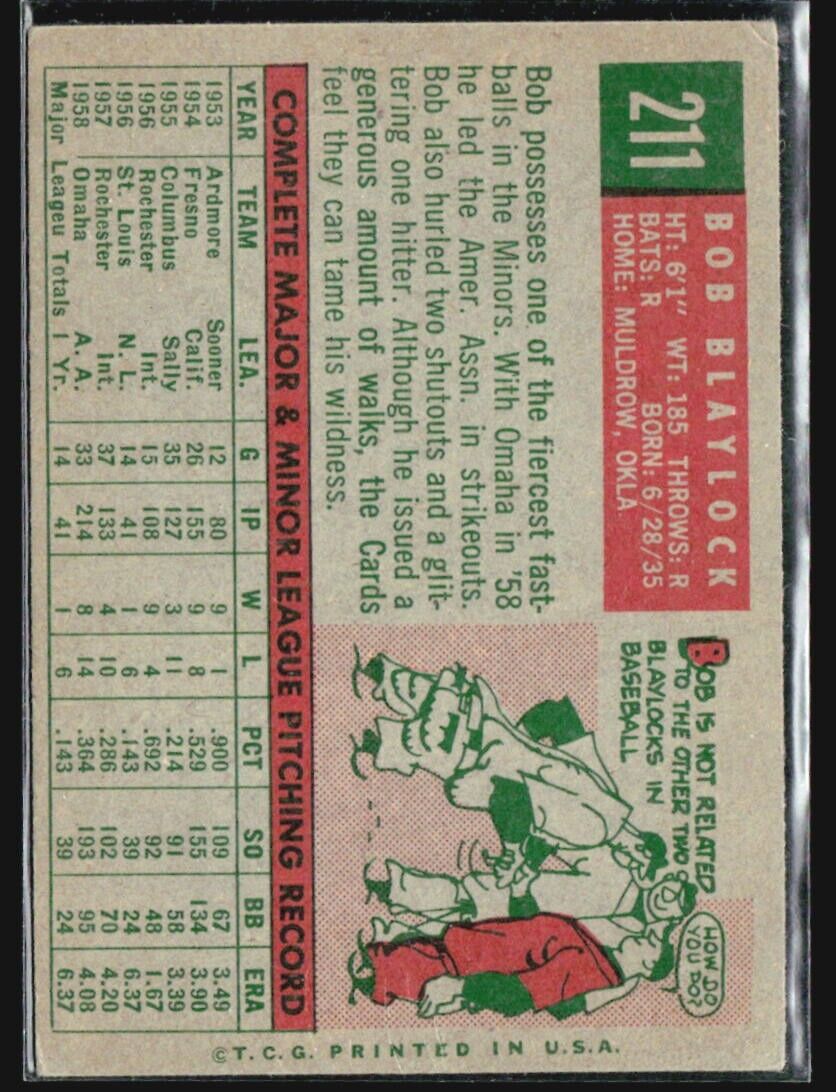 211
BOB BLAYLOCK
HT: 6'1" WT: 185 THROWS: R
BATS: R BORN: 6/28/35
HOME: MULDROW, OKLA
BOB IS NOT RELATED
TO THE OTHER TWO
BLAYLOCKS IN
BASEBALL
HOW DO
YOU DO?
Bob possesses one of the fiercest fast-
balls in the Minors. With Omaha in '58
he led the Amer. Assn. in strikeouts.
Bob also hurled two shutouts and a glit-
tering one hitter. Although he issued a
generous amount of walks, the Cards
feel they can tame his wildness.
COMPLETE MAJOR & MINOR LEAGUE PITCHING RECORD
YEAR TEAM LEA. G IP W L PCT SO BB ERA
1953 Ardmore Sooner 12 80 9 1 .900 109 67 3.49
1954 Fresno Calif. 26 155 9 8 .529 155 134 3.90
1955 Columbus Sally 35 127 3 11 .214 91 58 3.39
1956 Rochester Int. 15 108 9 4 .692 92 48 1.67
1956 St. Louis N. L. 14 41 1 6 .143 39 24 6.37
1957 Rochester Int. 37 133 4 10 .286 102 70 4.20
1958 Omaha A. A. 33 214 8 14 .364 193 95 4.08
Major Leageu Totals 1 Yr. 14 41 1 6 .143 39 24 6.37
©T.C.G. PRINTED IN U.S.A.